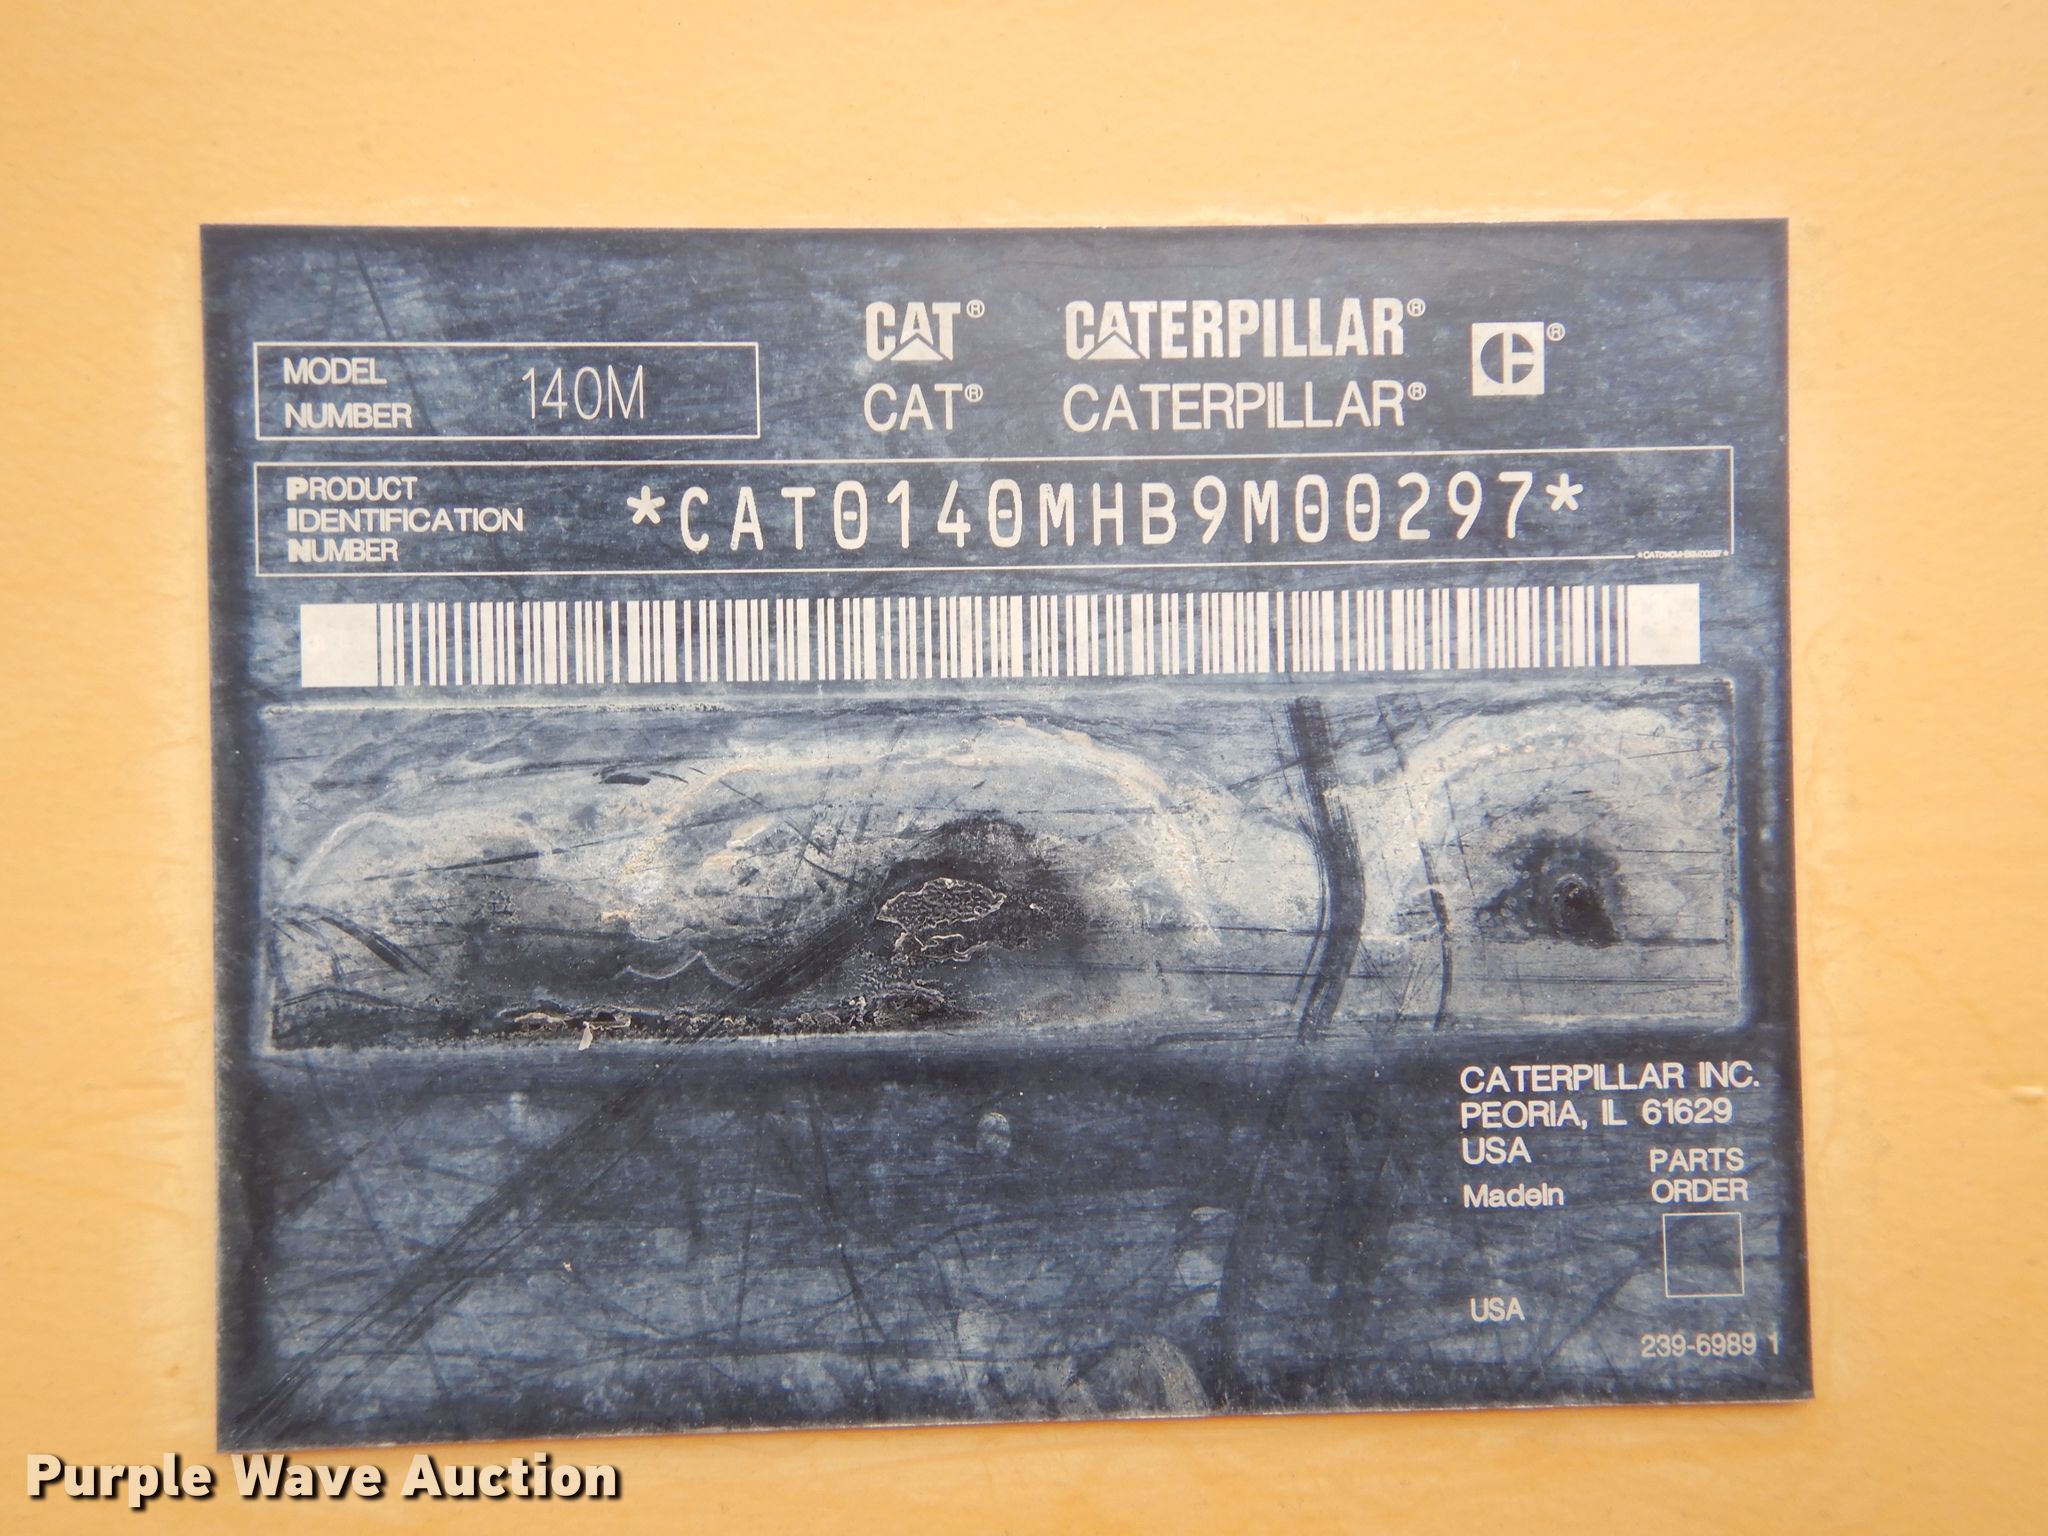 CAT® CATERPILLAR® ®
CAT® CATERPILLAR®
MODEL
NUMBER 140M
PRODUCT
IDENTIFICATION
NUMBER
*CAT0140MHB9M00297*
*CAT0140MHB9M00297*
CATERPILLAR INC.
PEORIA, IL 61629
USA
MadeIn
PARTS
ORDER
USA
239-6989 1
Purple Wave Auction